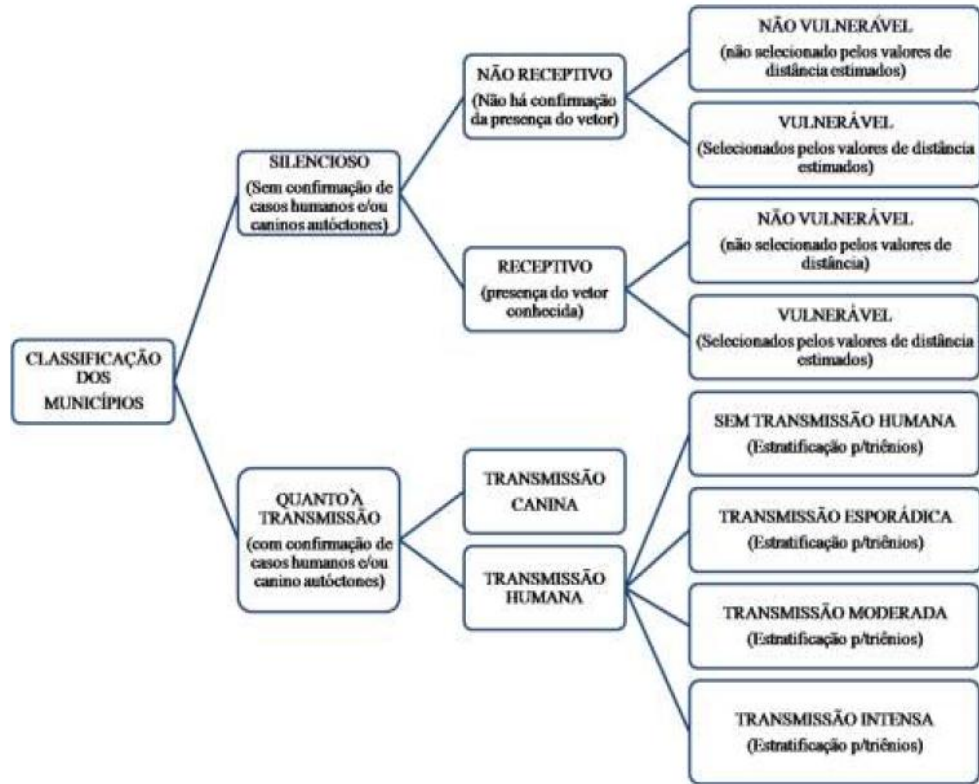 CLASSIFICAÇÃO
DOS
MUNICÍPIOS
SILENCIOSO
(Sem confirmação de
casos humanos e/ou
caninos autóctones)
NÃO RECEPTIVO
(Não há confirmação
da presença do vetor)
NÃO VULNERÁVEL
(não selecionado pelos valores de
distância estimados)
VULNERÁVEL
(Selecionados pelos valores de distância
estimados)
RECEPTIVO
(presença do vetor
conhecida)
NÃO VULNERÁVEL
(não selecionado pelos valores de
distância)
VULNERÁVEL
(Selecionados pelos valores de distância
estimados)
QUANTO À
TRANSMISSÃO
(com confirmação de
casos humanos e/ou
canino autóctones)
TRANSMISSÃO
CANINA
TRANSMISSÃO
HUMANA
SEM TRANSMISSÃO HUMANA
(Estratificação p/triênios)
TRANSMISSÃO ESPORÁDICA
(Estratificação p/triênios)
TRANSMISSÃO MODERADA
(Estratificação p/triênios)
TRANSMISSÃO INTENSA
(Estratificação p/triênios)